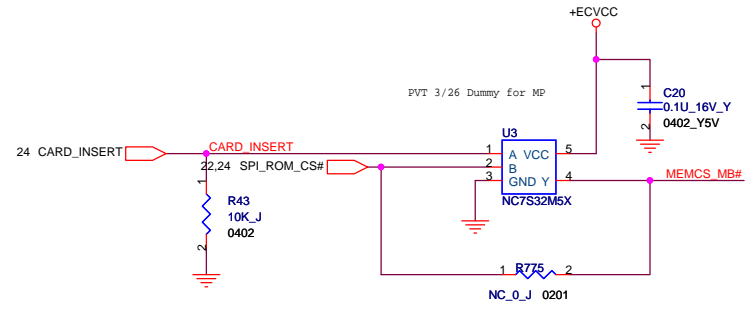 +ECVCC
PVT 3/26 Dummy for MP
1
C20
0.1U_16V_Y
2
0402_Y5V
U3
24 CARD_INSERT
CARD_INSERT
1 A VCC 5
22,24 SPI_ROM_CS#
2 B
3 GND Y 4
MEMCS_MB#
1
R43
10K_J
0402
2
NC7S32M5X
1 R775 2
NC_0_J 0201